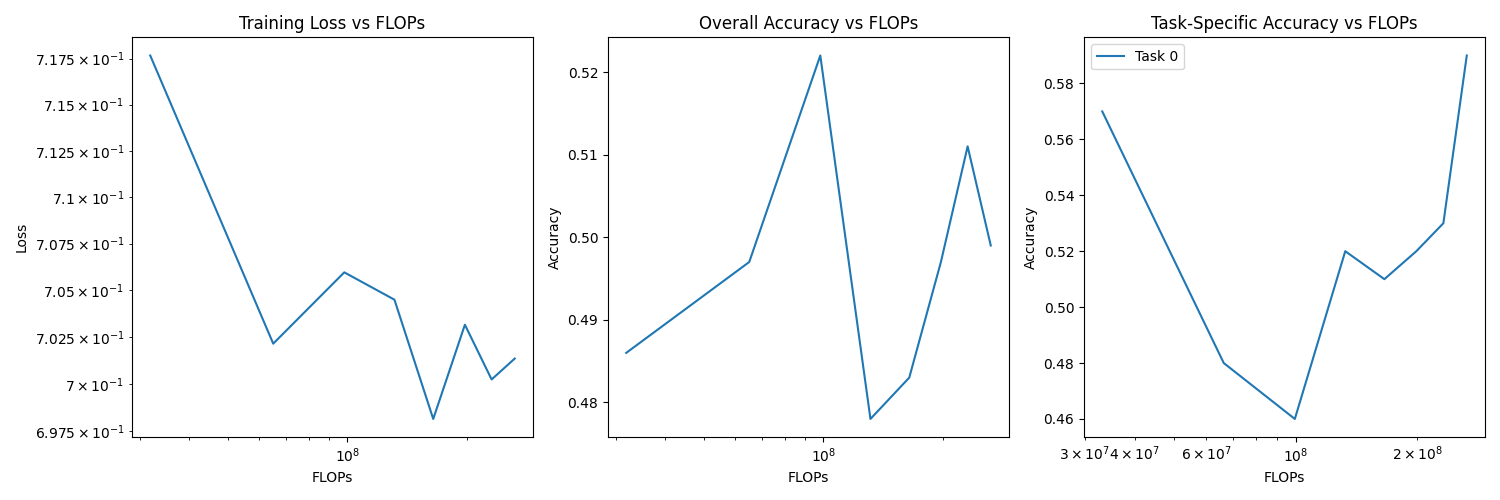 Training Loss vs FLOPs
7.175 × 10⁻¹
7.15 × 10⁻¹
7.125 × 10⁻¹
7.1 × 10⁻¹
7.075 × 10⁻¹
7.05 × 10⁻¹
7.025 × 10⁻¹
7 × 10⁻¹
6.975 × 10⁻¹
Loss
10⁸
FLOPs
Overall Accuracy vs FLOPs
0.52
0.51
0.50
0.49
0.48
Accuracy
10⁸
FLOPs
Task-Specific Accuracy vs FLOPs
Task 0
0.58
0.56
0.54
0.52
0.50
0.48
0.46
Accuracy
3 × 10⁷ 4 × 10⁷ 6 × 10⁷ 10⁸ 2 × 10⁸
FLOPs